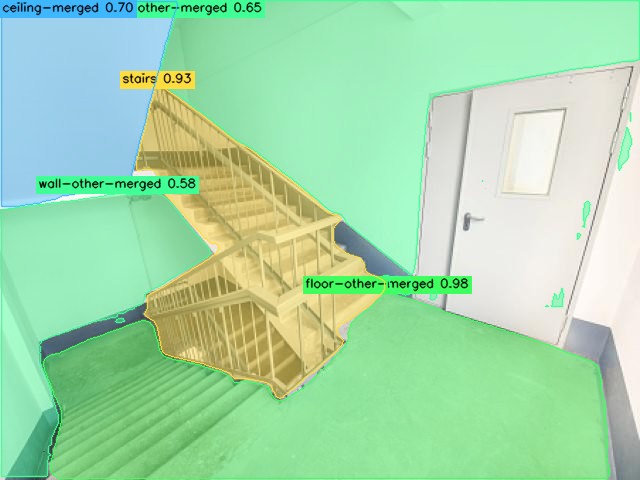 ceiling-merged 0.70
other-merged 0.65
stairs 0.93
wall-other-merged 0.58
floor-other-merged 0.98